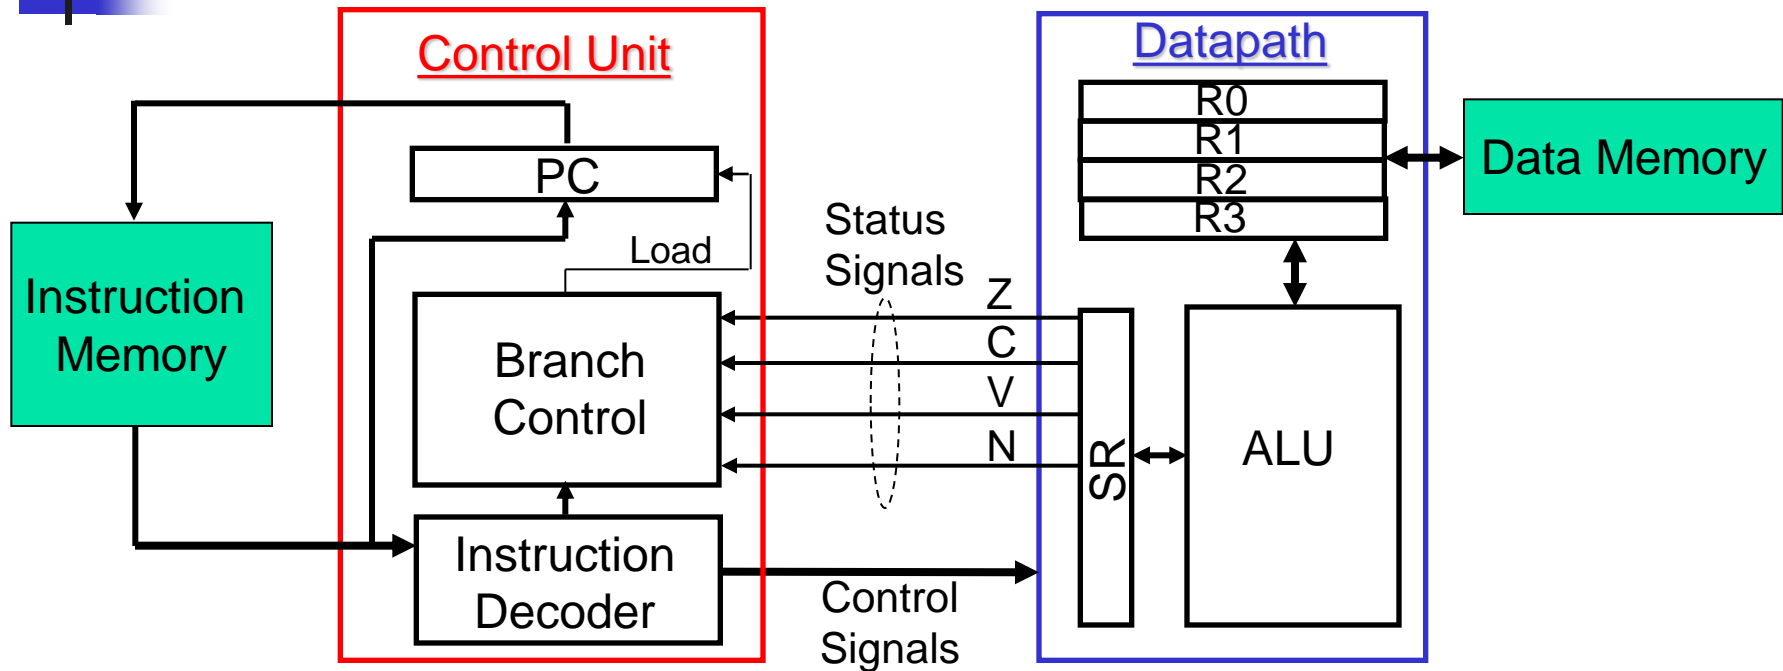 Control Unit
Datapath
R0
R1
R2
R3
Data Memory
PC
Load
Status
Signals
Instruction
Memory
Branch
Control
Z
C
V
N
SR
ALU
Instruction
Decoder
Control
Signals